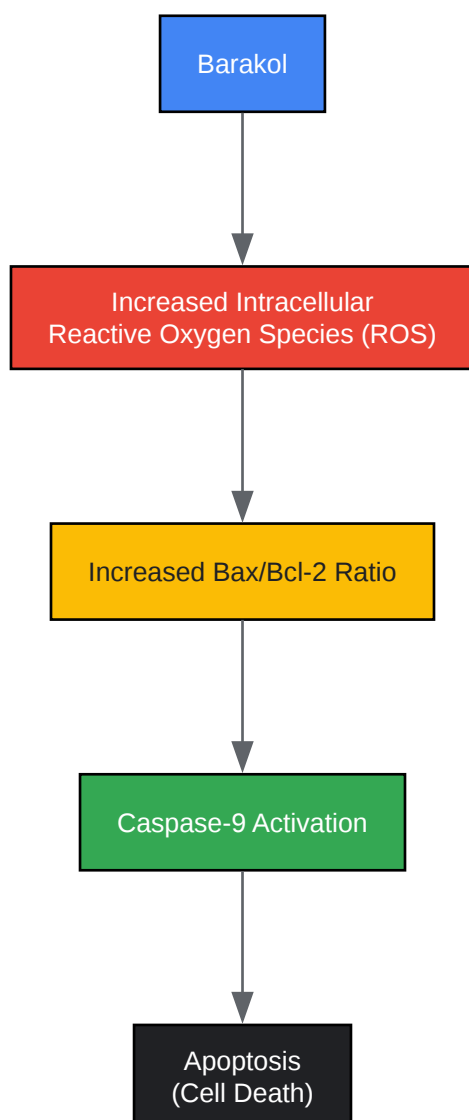 Barakol
Increased Intracellular
Reactive Oxygen Species (ROS)
Increased Bax/Bcl-2 Ratio
Caspase-9 Activation
Apoptosis
(Cell Death)